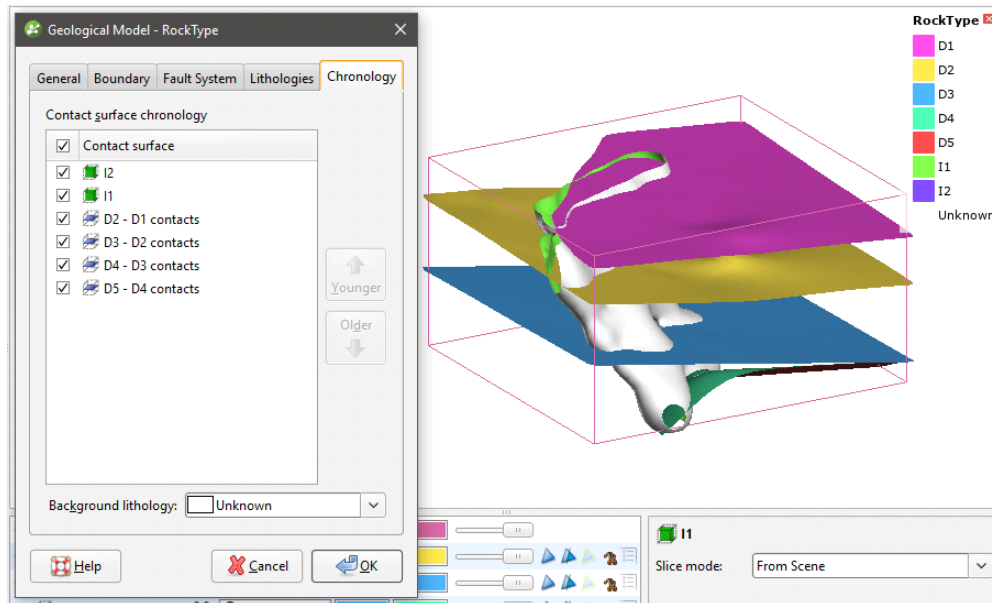 Geological Model - RockType
General
Boundary
Fault System
Lithologies
Chronology
Contact surface chronology
Contact surface
I2
I1
D2 - D1 contacts
D3 - D2 contacts
D4 - D3 contacts
D5 - D4 contacts
Younger
Older
Background lithology:
Unknown
Help
Cancel
OK
RockType
D1
D2
D3
D4
D5
I1
I2
Unknown
I1
Slice mode:
From Scene